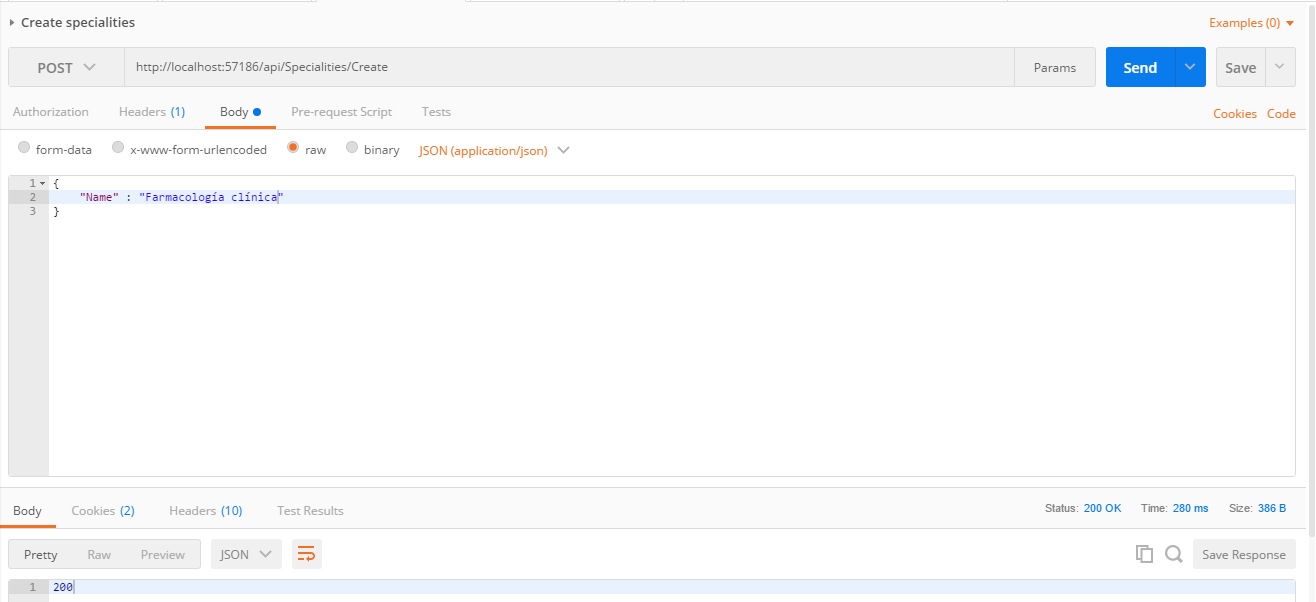 Create specialities
Examples (0)
POST
http://localhost:57186/api/Specialities/Create
Params
Send
Save
Authorization
Headers (1)
Body
Pre-request Script
Tests
Cookies
Code
form-data
x-www-form-urlencoded
raw
binary
JSON (application/json)
1 {
2 "Name" : "Farmacología clínica"
3 }
Body
Cookies (2)
Headers (10)
Test Results
Status: 200 OK
Time: 280 ms
Size: 386 B
Pretty
Raw
Preview
JSON
Save Response
1 200